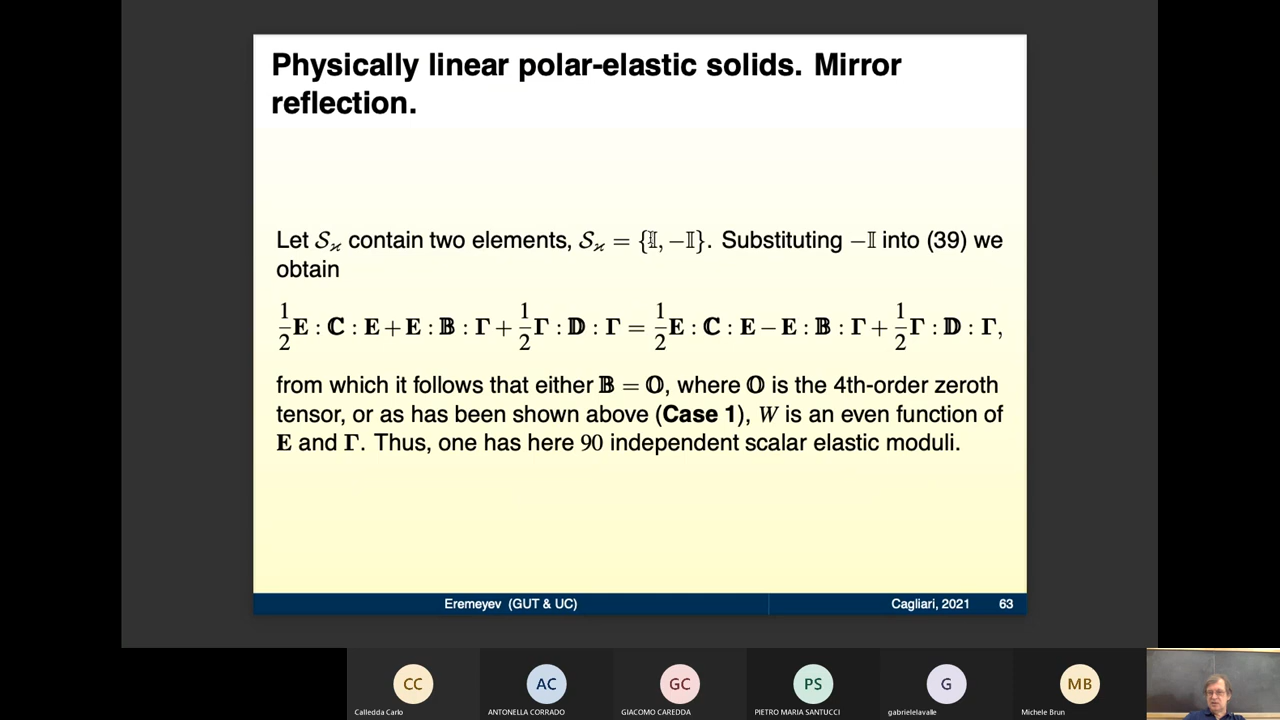 Physically linear polar-elastic solids. Mirror
reflection.
Let 𝒮ϰ contain two elements, 𝒮ϰ = {𝕀, −𝕀}. Substituting −𝕀 into (39) we
obtain
1/2 E : ℂ : E + E : 𝔹 : Γ + 1/2 Γ : 𝔻 : Γ = 1/2 E : ℂ : E − E : 𝔹 : Γ + 1/2 Γ : 𝔻 : Γ,
from which it follows that either 𝔹 = 𝕆, where 𝕆 is the 4th-order zeroth
tensor, or as has been shown above (Case 1), W is an even function of
E and Γ. Thus, one has here 90 independent scalar elastic moduli.
Eremeyev (GUT & UC) Cagliari, 2021 63
CC AC GC PS G MB
Calledda Carlo ANTONELLA CORRADO GIACOMO CAREDDA PIETRO MARIA SANTUCCI gabrielelavalle Michele Brun